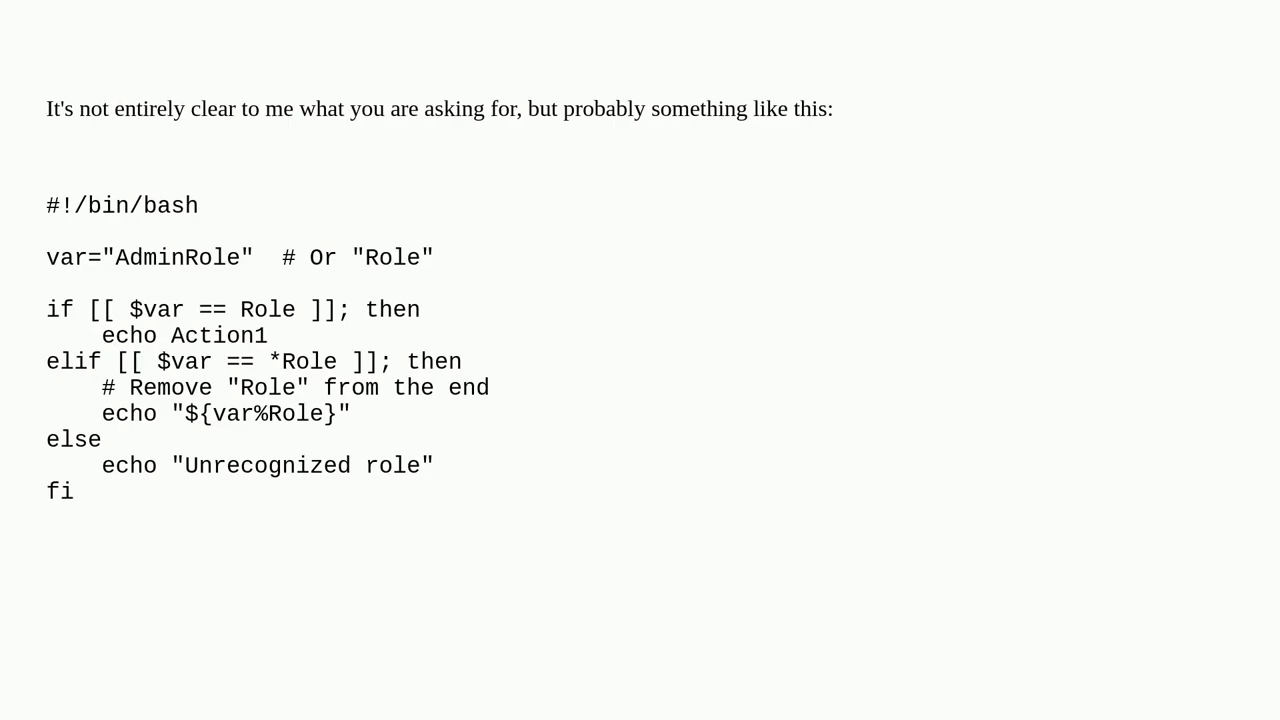 It's not entirely clear to me what you are asking for, but probably something like this:
#!/bin/bash
var="AdminRole"  # Or "Role"
if [[ $var == Role ]]; then
    echo Action1
elif [[ $var == *Role ]]; then
    # Remove "Role" from the end
    echo "${var%Role}"
else
    echo "Unrecognized role"
fi